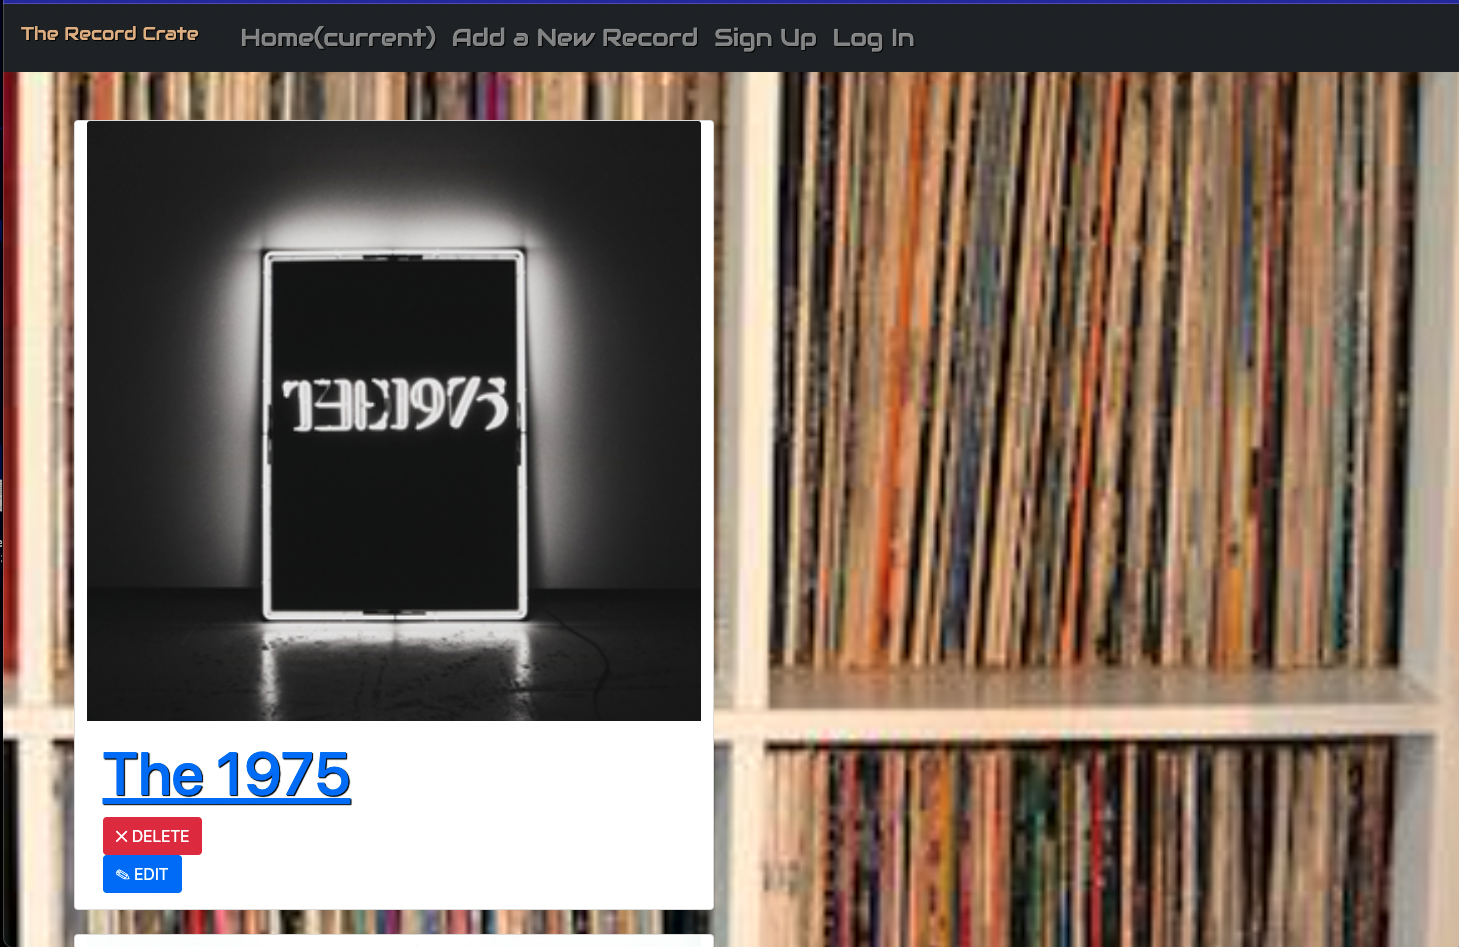 The Record Crate Home(current) Add a New Record Sign Up Log In
THE1975
The 1975
✕ DELETE
✎ EDIT